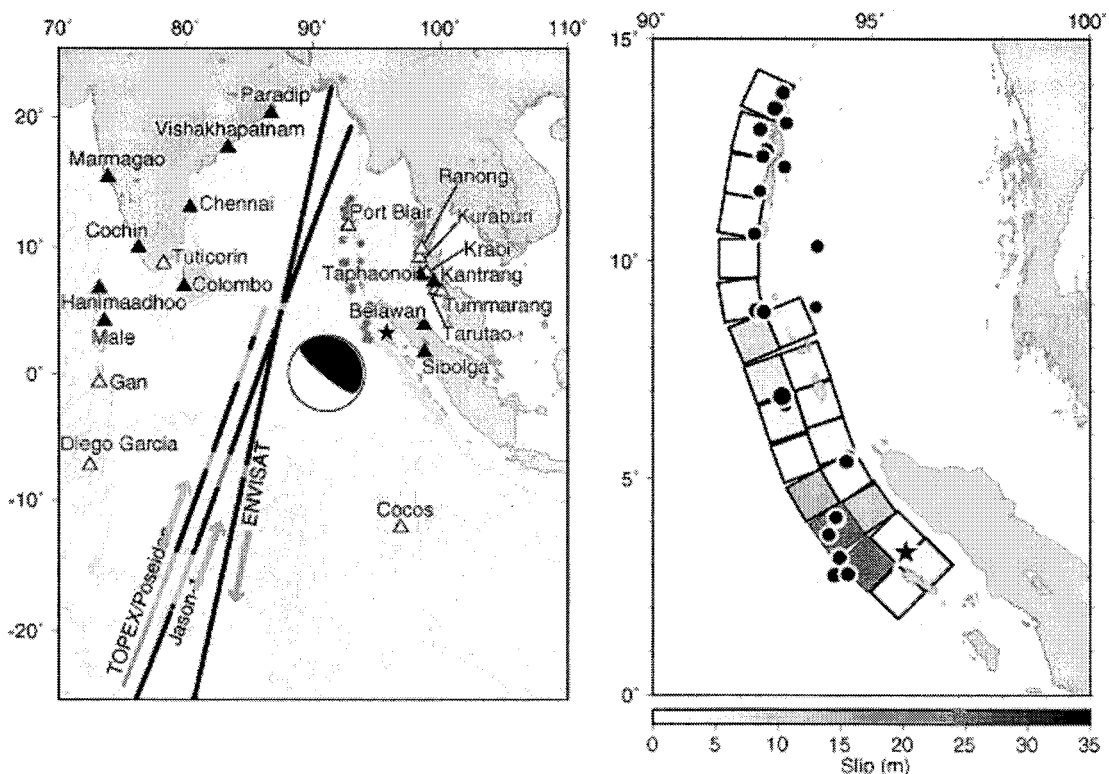 70° 80° 90° 100° 110°
20°
10°
0°
-10°
-20°
Paradip
Vishakhapatnam
Marmagao
Ranong
Chennai
Port Blair
Kuraburi
Cochin
Krabi
Tuticorin
Taphaonoi
Kantrang
Colombo
Hanimaadhoo
Belawan
Tummarang
Male
Tarutao
Sibolga
Gan
Diego Garcia
ENVISAT
Cocos
TOPEX/Poseidon
Jason-1
90° 95° 100°
15°
10°
5°
0°
0 5 10 15 20 25 30 35
Slip (m)